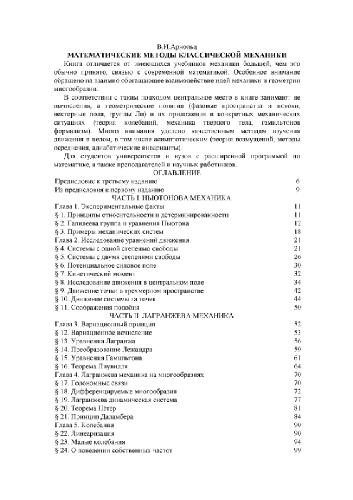 В.И.Арнольд
МАТЕМАТИЧЕСКИЕ МЕТОДЫ КЛАССИЧЕСКОЙ МЕХАНИКИ
Книга отличается от имеющихся учебников механики большей, чем это
обычно принято, связью с современной математикой. Особенное внимание
обращено на взаимно обогащающее взаимодействие идей механики и геометрии
многообразий.
В соответствии с таким подходом центральное место в книге занимают не
вычисления, а геометрические понятия (фазовые пространства и потоки,
векторные поля, группы Ли) и их приложения в конкретных механических
ситуациях (теория колебаний, механика твердого тела, гамильтонов
формализм). Много внимания уделено качественным методам изучения
движения в целом, в том числе асимптотическим (теория возмущений, методы
осреднения, адиабатические инварианты).
Для студентов университетов и вузов с расширенной программой по
математике, а также преподавателей и научных работников.
ОГЛАВЛЕНИЕ
Предисловие к третьему изданию 6
Из предисловия к первому изданию 9
ЧАСТЬ I НЬЮТОНОВА МЕХАНИКА
Глава 1. Экспериментальные факты 11
§ 1. Принципы относительности и детерминированности 11
§ 2. Галилеева группа и уравнения Ньютона 12
§ 3. Примеры механических систем 18
Глава 2. Исследование уравнений движения 21
§ 4. Системы с одной степенью свободы 21
§ 5. Системы с двумя степенями свободы 26
§ 6. Потенциальное силовое поле 30
§ 7. Кинетический момент 32
§ 8. Исследование движения в центральном поле 34
§ 9. Движение точки в трехмерном пространстве 42
§ 10. Движение системы n точек 44
§ 11. Соображения подобия 50
ЧАСТЬ II ЛАГРАНЖЕВА МЕХАНИКА
Глава 3. Вариационный принцип 52
§ 12. Вариационное исчисление 53
§ 13. Уравнения Лагранжа 56
§ 14. Преобразование Лежандра 59
§ 15. Уравнения Гамильтона 61
§ 16. Теорема Лиувилля 64
Глава 4. Лагранжева механика на многообразиях 70
§ 17. Голономные связи 70
§ 18. Дифференцируемые многообразия 72
§ 19. Лагранжева динамическая система 77
§ 20. Теорема Нётер 81
§ 21. Принцип Даламбера 84
Глава 5. Колебания 90
§ 22. Линеаризация 90
§ 23. Малые колебания 94
§ 24. О поведении собственных частот 99